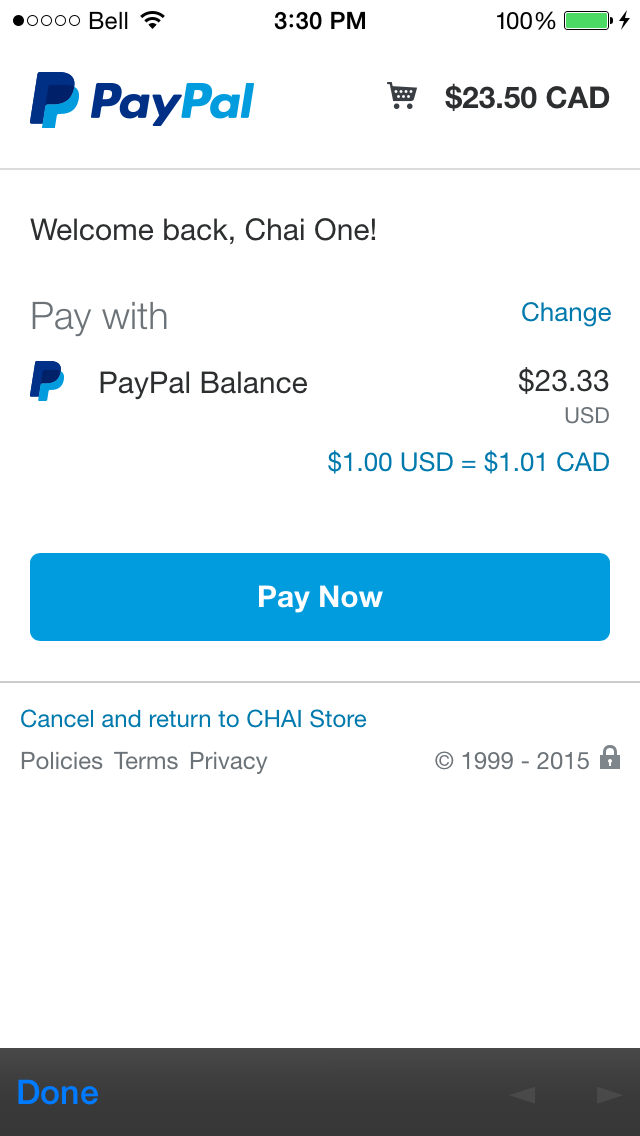 Bell 3:30 PM 100%
PayPal $23.50 CAD
Welcome back, Chai One!
Pay with Change
PayPal Balance $23.33
USD
$1.00 USD = $1.01 CAD
Pay Now
Cancel and return to CHAI Store
Policies Terms Privacy © 1999 - 2015
Done